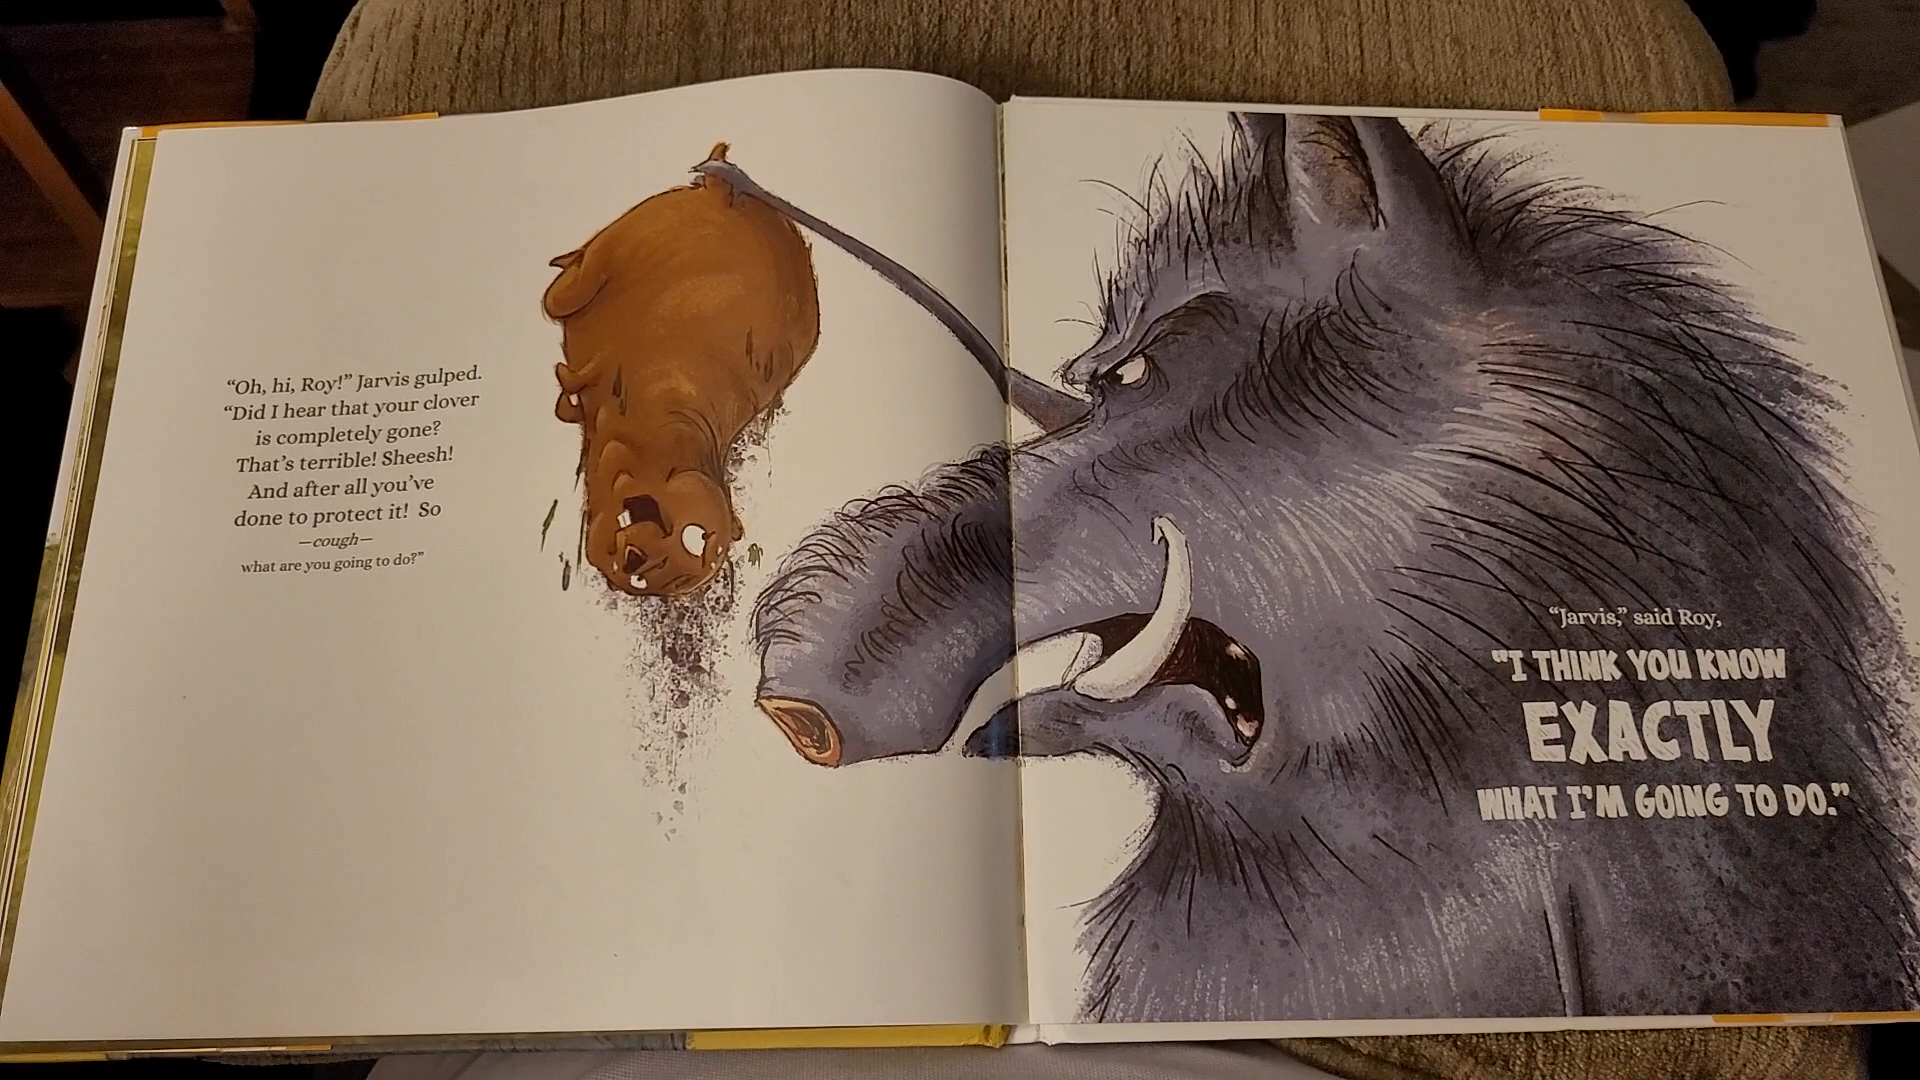 “Oh, hi, Roy!” Jarvis gulped.
“Did I hear that your clover
is completely gone?
That’s terrible! Sheesh!
And after all you’ve
done to protect it! So
—cough—
what are you going to do?”
“Jarvis,” said Roy,
“I THINK YOU KNOW
EXACTLY
WHAT I’M GOING TO DO.”